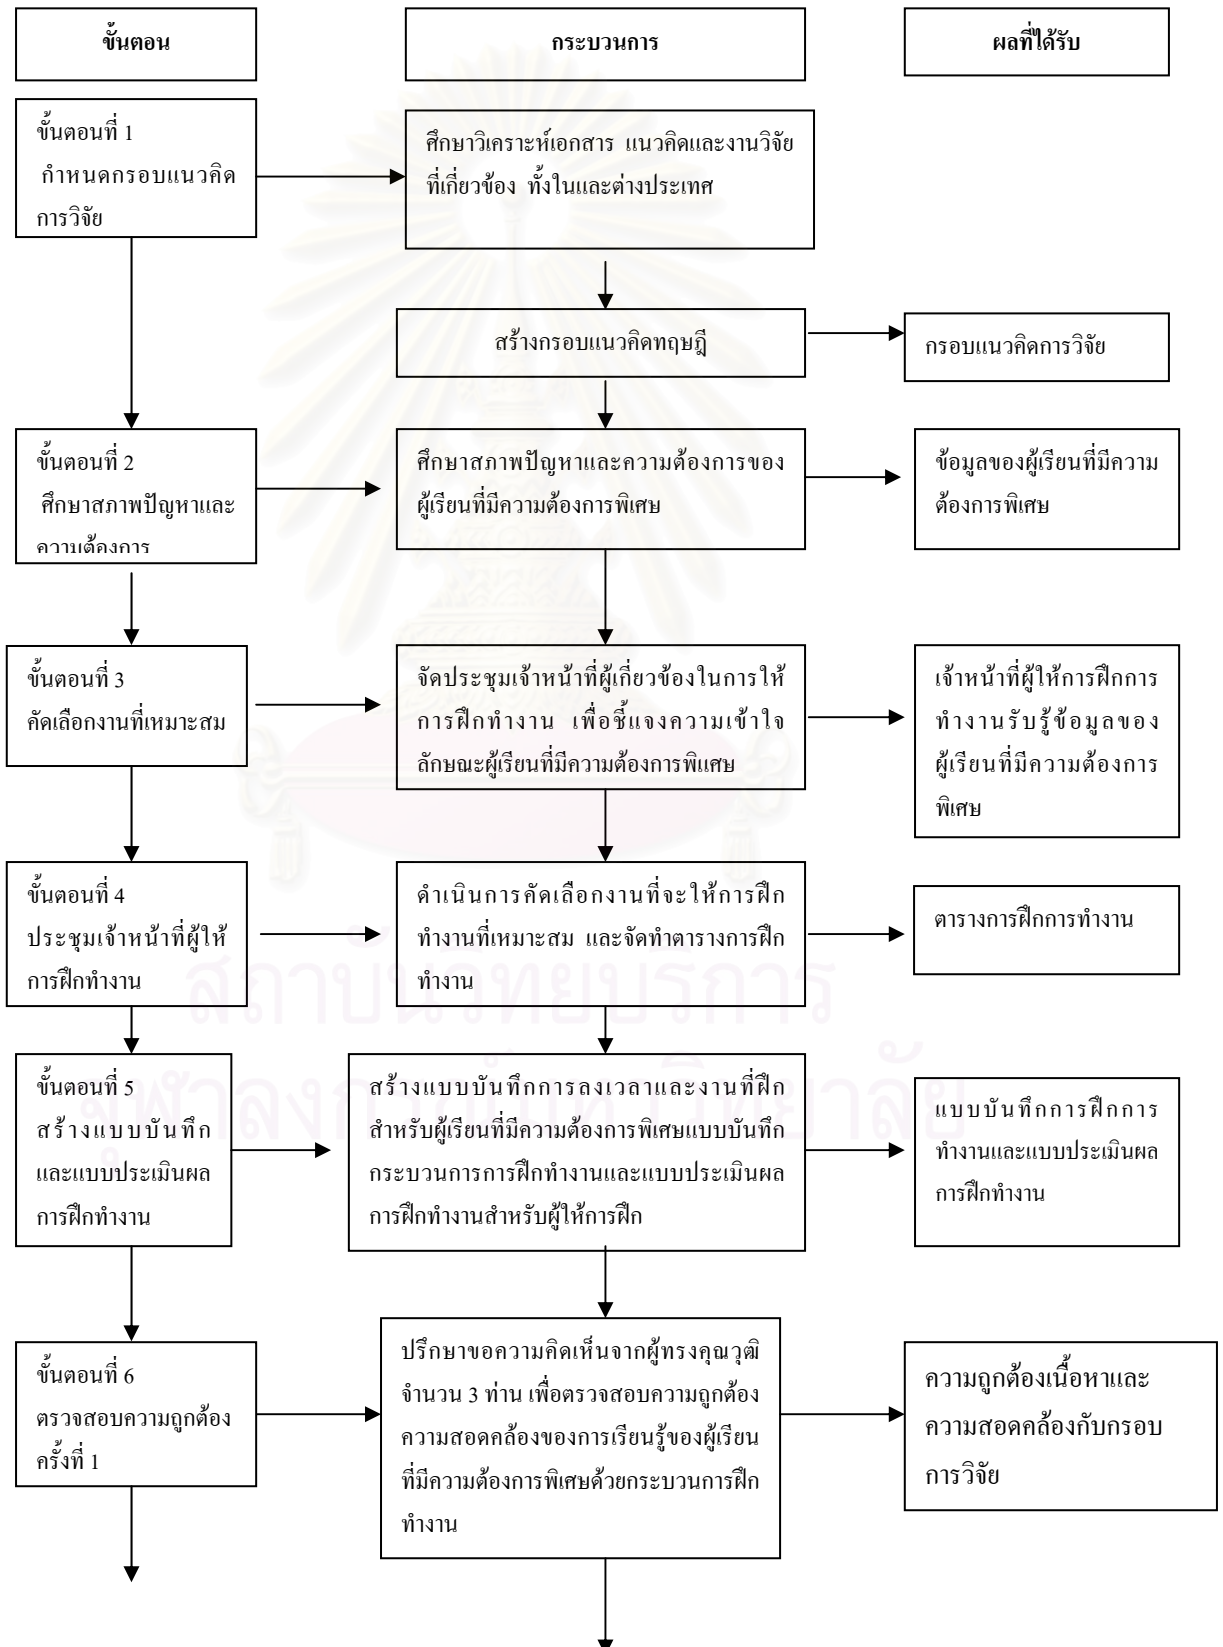 ขั้นตอน
กระบวนการ
ผลที่ได้รับ
ขั้นตอนที่ 1
กำหนดกรอบแนวคิด
การวิจัย
ศึกษาวิเคราะห์เอกสาร แนวคิดและงานวิจัย
ที่เกี่ยวข้อง ทั้งในและต่างประเทศ
สร้างกรอบแนวคิดทฤษฎี
กรอบแนวคิดการวิจัย
ขั้นตอนที่ 2
ศึกษาสภาพปัญหาและ
ความต้องการ
ศึกษาสภาพปัญหาและความต้องการของ
ผู้เรียนที่มีความต้องการพิเศษ
ข้อมูลของผู้เรียนที่มีความ
ต้องการพิเศษ
ขั้นตอนที่ 3
คัดเลือกงานที่เหมาะสม
จัดประชุมเจ้าหน้าที่ผู้เกี่ยวข้องในการให้
การฝึกทำงาน เพื่อชี้แจงความเข้าใจ
ลักษณะผู้เรียนที่มีความต้องการพิแศษ
เจ้าหน้าที่ผู้ให้การฝึกการ
ทำงานรับรู้ข้อมูลของ
ผู้เรียนที่มีความต้องการ
พิเศษ
ขั้นตอนที่ 4
ประชุมเจ้าหน้าที่ผู้ให้
การฝึกทำงาน
ดำเนินการคัดเลือกงานที่จะให้การฝึก
ทำงานที่เหมาะสม และจัดทำตารางการฝึก
ทำงาน
ตารางการฝึกการทำงาน
สถาบันวิทยบริการ
จุฬาลงกรณ์มหาวิทยาลัย
ขั้นตอนที่ 5
สร้างแบบบันทึก
และแบบประเมินผล
การฝึกทำงาน
สร้างแบบบันทึกการลงเวลาและงานที่ฝึก
สำหรับผู้เรียนที่มีความต้องการพิเศษแบบบันทึก
กระบวนการการฝึกทำงานและแบบประเมินผล
การฝึกทำงานสำหรับผู้ให้การฝึก
แบบบันทึกการฝึกการ
ทำงานและแบบประเมินผล
การฝึกทำงาน
ขั้นตอนที่ 6
ตรวจสอบความถูกต้อง
ครั้งที่ 1
ปรึกษาขอความคิดเห็นจากผู้ทรงคุณวุฒิ
จำนวน 3 ท่าน เพื่อตรวจสอบความถูกต้อง
ความสอดคล้องของการเรียนรู้ของผู้เรียน
ที่มีความต้องการพิเศษด้วยกระบวนการฝึก
ทำงาน
ความถูกต้องเนื้อหาและ
ความสอดคล้องกับกรอบ
การวิจัย